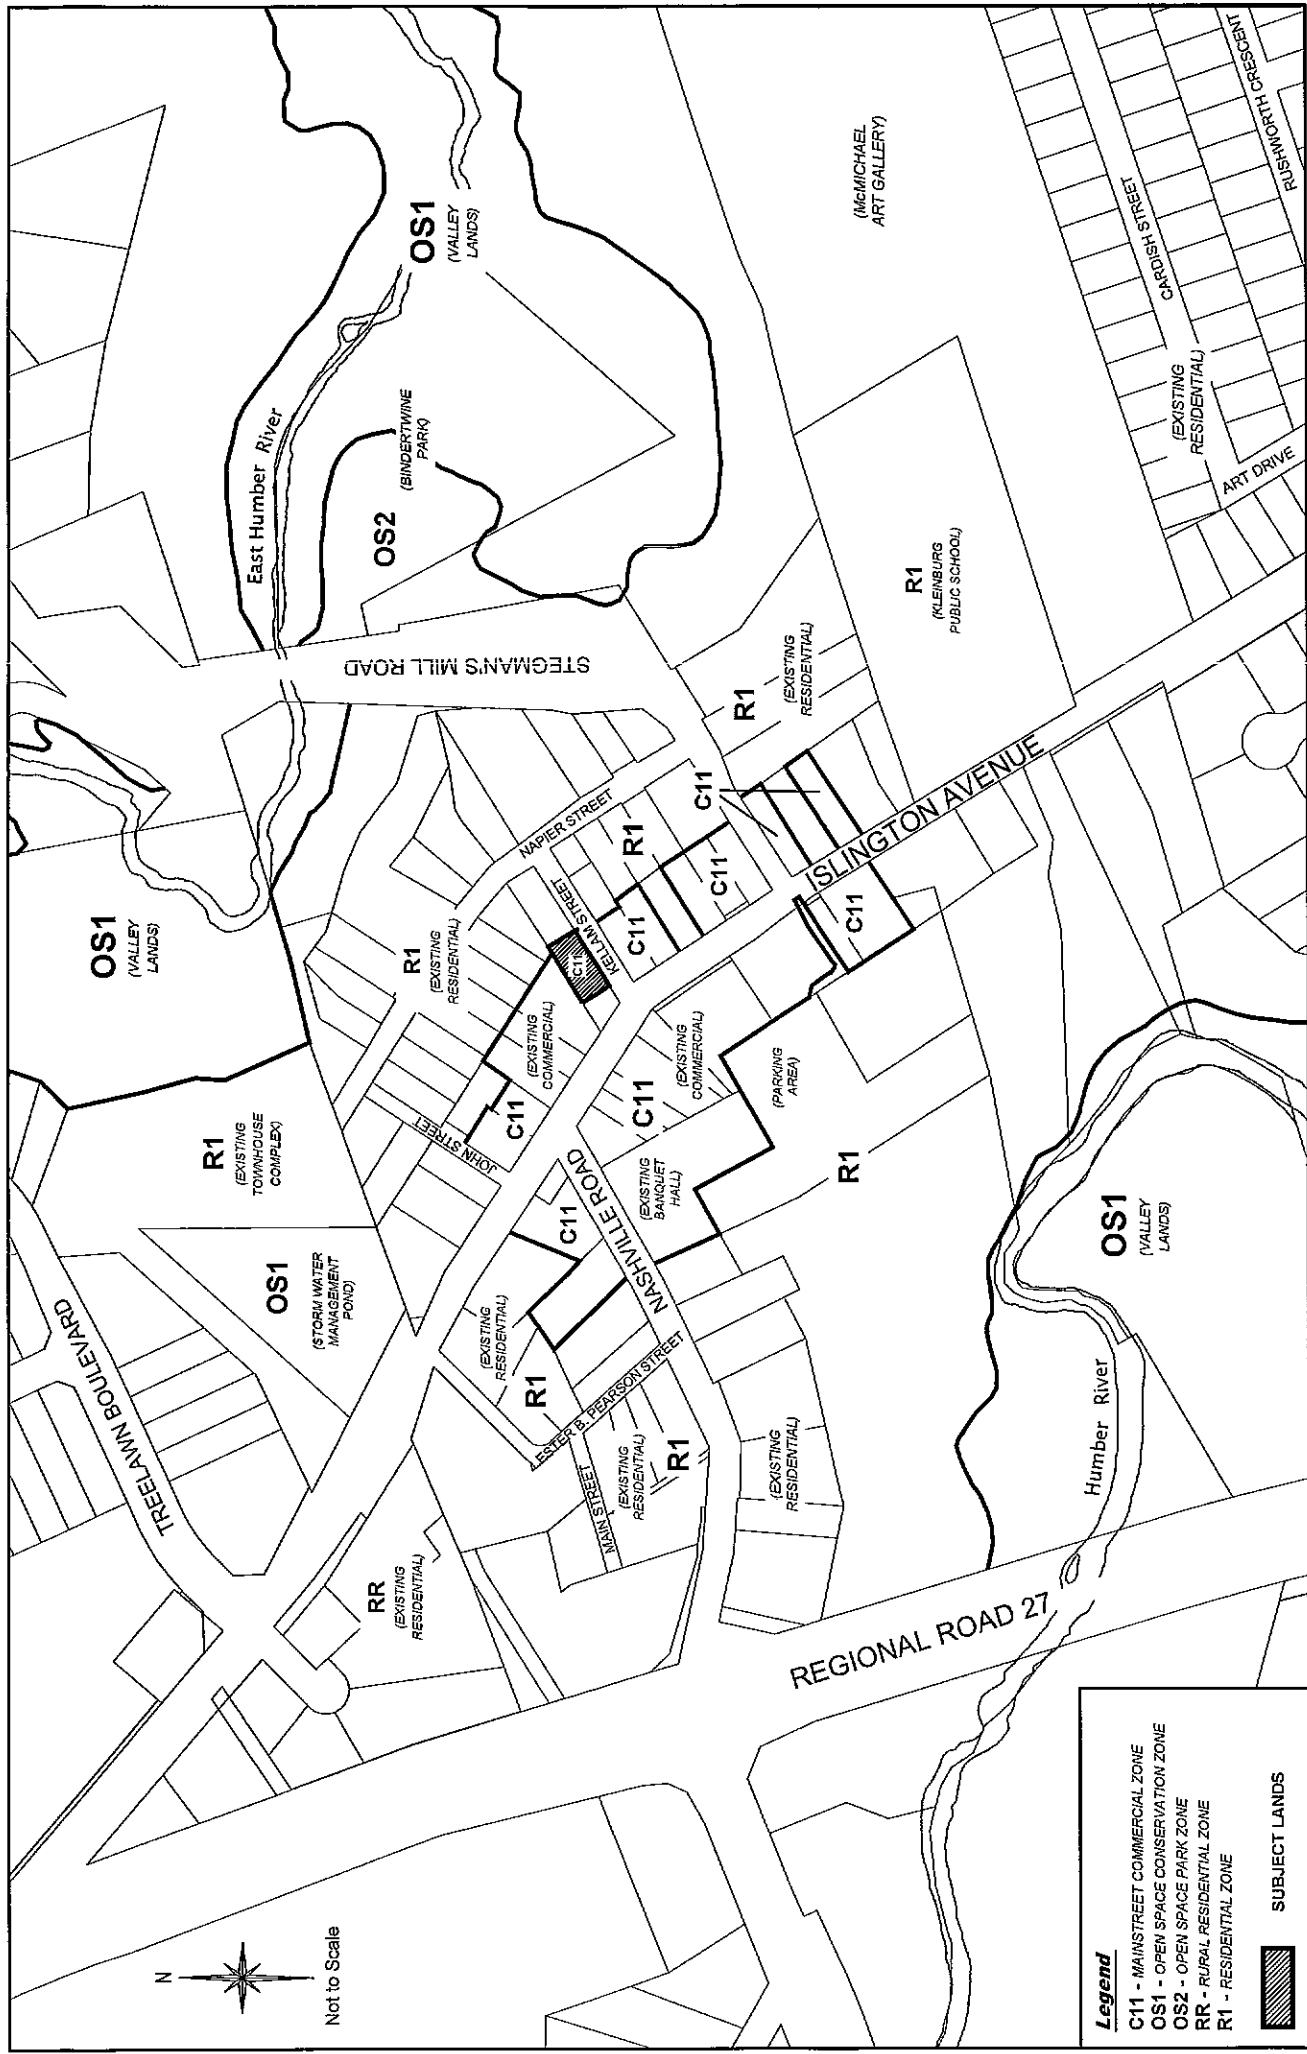 TREELAWN BOULEVARD
OS1
(STORM WATER
MANAGEMENT
POND)
R1
(EXISTING
TOWNHOUSE
COMPLEX)
OS1
(VALLEY
LANDS)
East Humber River
OS1
(VALLEY
LANDS)
OS2
(BINDERTWINE
PARK)
STEGMAN'S MILL ROAD
RR
(EXISTING
RESIDENTIAL)
R1
(EXISTING
RESIDENTIAL)
JOHN STREET
NAPIER STREET
KELLAM STREET
C11
(EXISTING
COMMERCIAL)
C11
C11
C11
R1
C11
C11
R1
(EXISTING
RESIDENTIAL)
(EXISTING
RESIDENTIAL)
R1
LESTER B. PEARSON STREET
MAIN STREET
(EXISTING
RESIDENTIAL)
R1
NASHVILLE ROAD
(EXISTING
BANQUET
HALL)
C11
(EXISTING
COMMERCIAL)
(PARKING
AREA)
C11
ISLINGTON AVENUE
R1
(KLEINBURG
PUBLIC SCHOOL)
(McMICHAEL
ART GALLERY)
(EXISTING
RESIDENTIAL)
R1
REGIONAL ROAD 27
Humber River
OS1
(VALLEY
LANDS)
ART DRIVE
(EXISTING
RESIDENTIAL)
CARDISH STREET
RUSHWORTH CRESCENT
N
Not to Scale
Legend
C11 - MAINSTREET COMMERCIAL ZONE
OS1 - OPEN SPACE CONSERVATION ZONE
OS2 - OPEN SPACE PARK ZONE
RR - RURAL RESIDENTIAL ZONE
R1 - RESIDENTIAL ZONE
SUBJECT LANDS